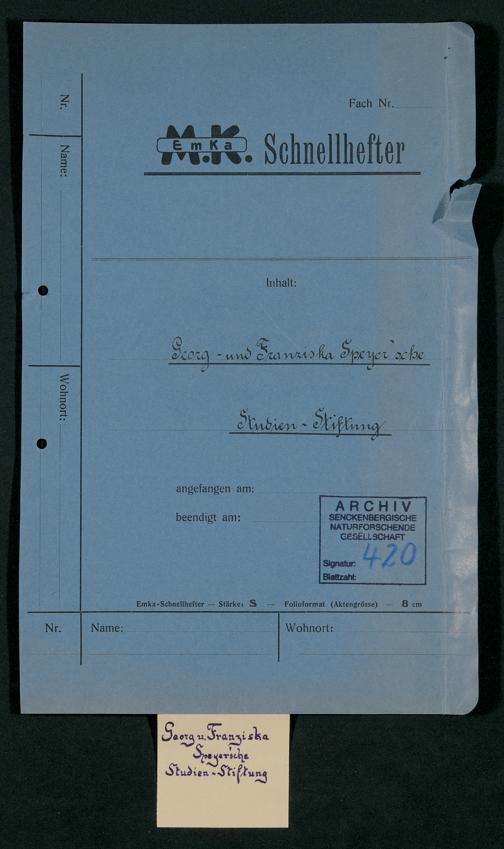 Fach Nr.
M.K.
EmKa
Schnellhefter
Nr.
Name:
Wohnort:
Inhalt:
Georg - und Franziska Speyer'sche
Studien - Stiftung
angefangen am:
beendigt am:
ARCHIV
SENCKENBERGISCHE
NATURFORSCHENDE
GESELLSCHAFT
Signatur: 420
Blattzahl:
Emka-Schnellhefter — Stärke: S — Folioformat (Aktengrösse) — 8 cm
Nr. Name: Wohnort:
Georg u. Franziska
Speyer'sche
Studien-Stiftung